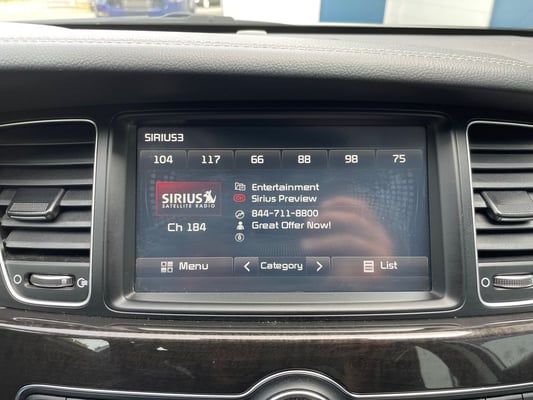 SIRIUS3
104 117 66 88 98 75
SIRIUS
SATELLITE RADIO
Ch 184
Entertainment
Sirius Preview
844-711-8800
Great Offer Now!
Menu < Category > List